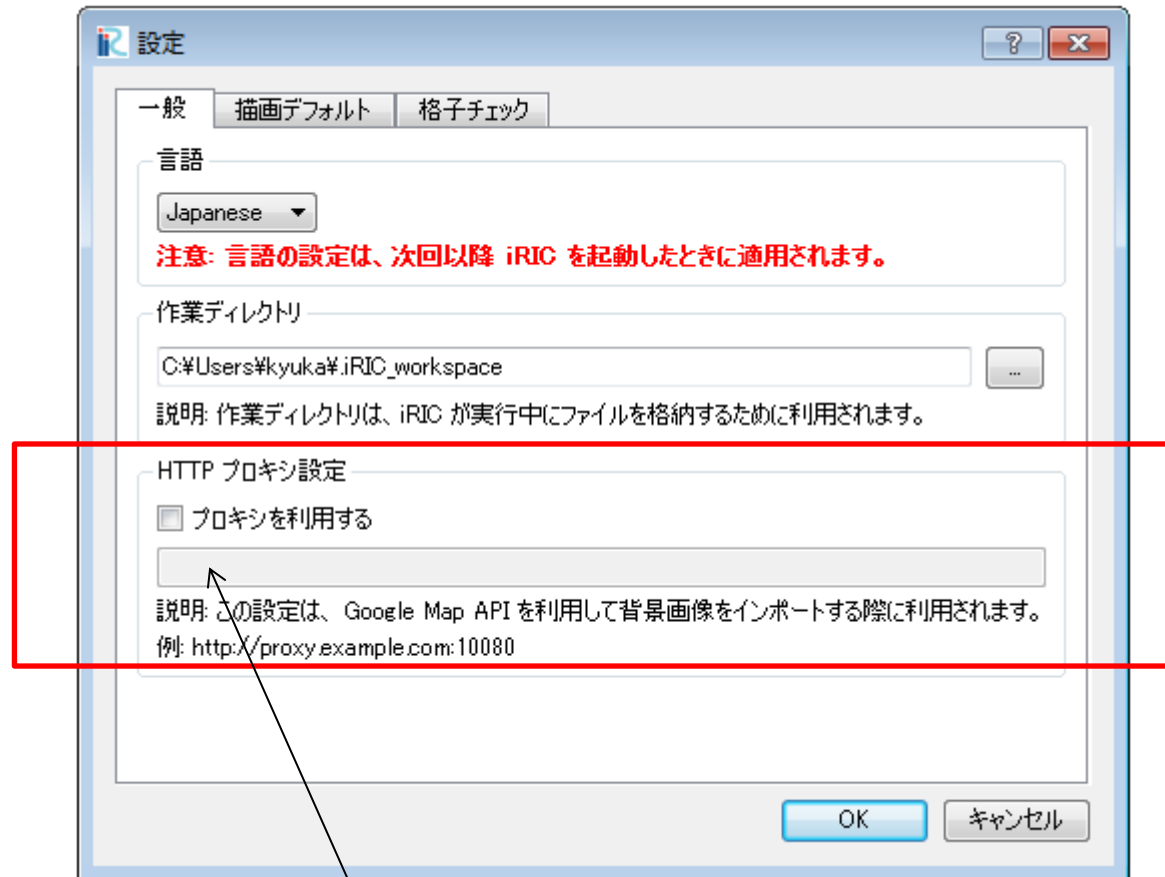 iRIC 設定
一般 描画デフォルト 格子チェック
言語
Japanese
注意: 言語の設定は、次回以降 iRIC を起動したときに適用されます。
作業ディレクトリ
C:¥Users¥kyuka¥.iRIC_workspace ...
説明: 作業ディレクトリは、iRIC が実行中にファイルを格納するために利用されます。
HTTP プロキシ設定
プロキシを利用する
説明: この設定は、Google Map API を利用して背景画像をインポートする際に利用されます。
例: http://proxy.example.com:10080
OK キャンセル